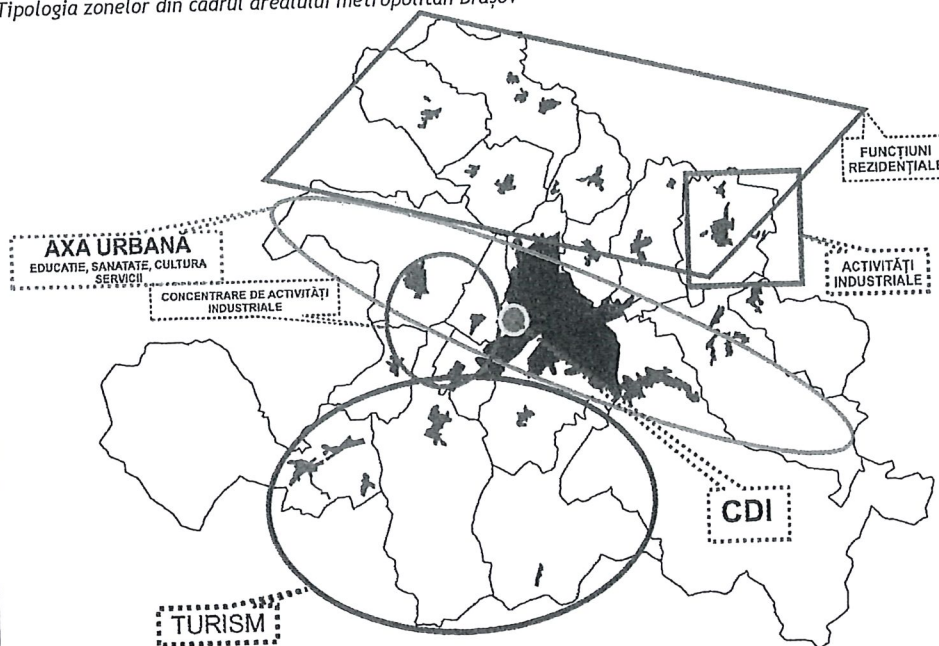 Tipologia zonelor din cadrul arealului metropolitan Brașov
FUNCȚIUNI
REZIDENȚIALE
AXA URBANĂ
EDUCATIE, SANATATE, CULTURA
SERVICII
CONCENTRARE DE ACTIVITĂȚI
INDUSTRIALE
ACTIVITĂȚI
INDUSTRIALE
CDI
TURISM